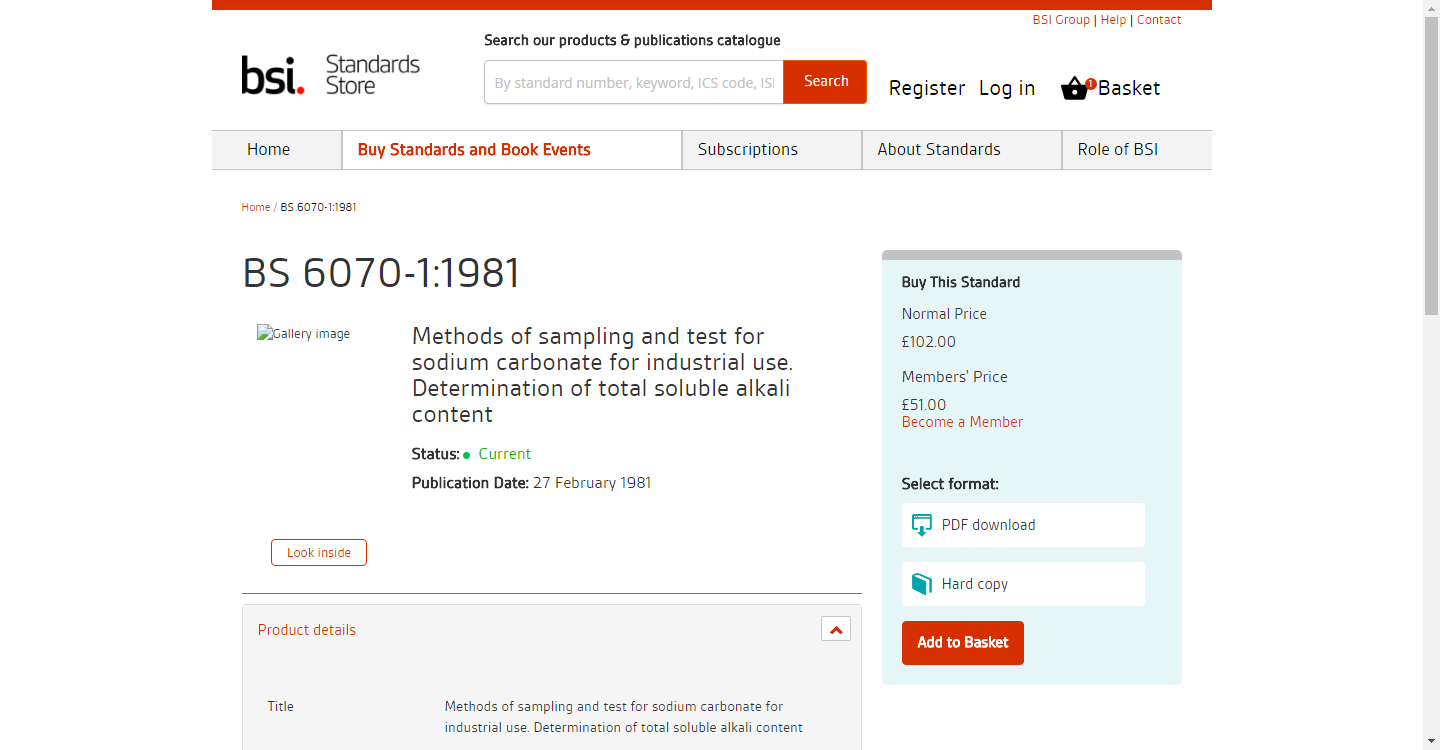 BSI Group | Help | Contact
bsi. Standards Store
Search our products & publications catalogue
By standard number, keyword, ICS code, ISI
Search
Register Log in 1 Basket
Home
Buy Standards and Book Events
Subscriptions
About Standards
Role of BSI
Home / BS 6070-1:1981
BS 6070-1:1981
Gallery image
Methods of sampling and test for
sodium carbonate for industrial use.
Determination of total soluble alkali
content
Status: Current
Publication Date: 27 February 1981
Look inside
Product details
Title
Methods of sampling and test for sodium carbonate for
industrial use. Determination of total soluble alkali content
Buy This Standard
Normal Price
£102.00
Members' Price
£51.00
Become a Member
Select format:
PDF download
Hard copy
Add to Basket